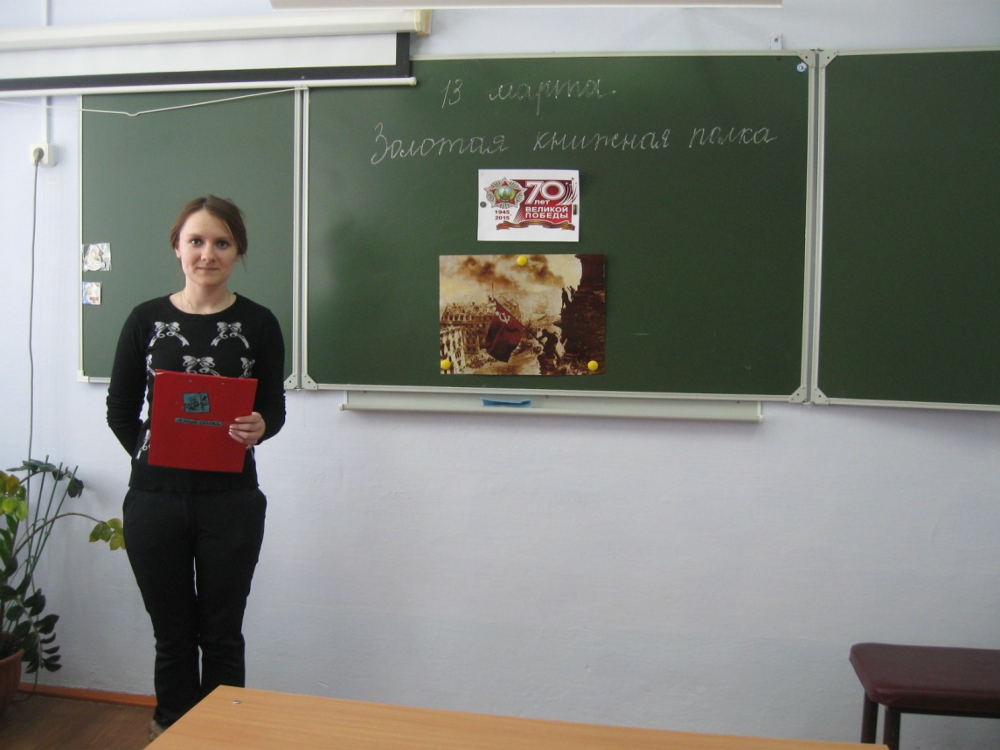 13 марта.
Золотая книжная полка
70
лет
1945
2015
ВЕЛИКОЙ
ПОБЕДЫ